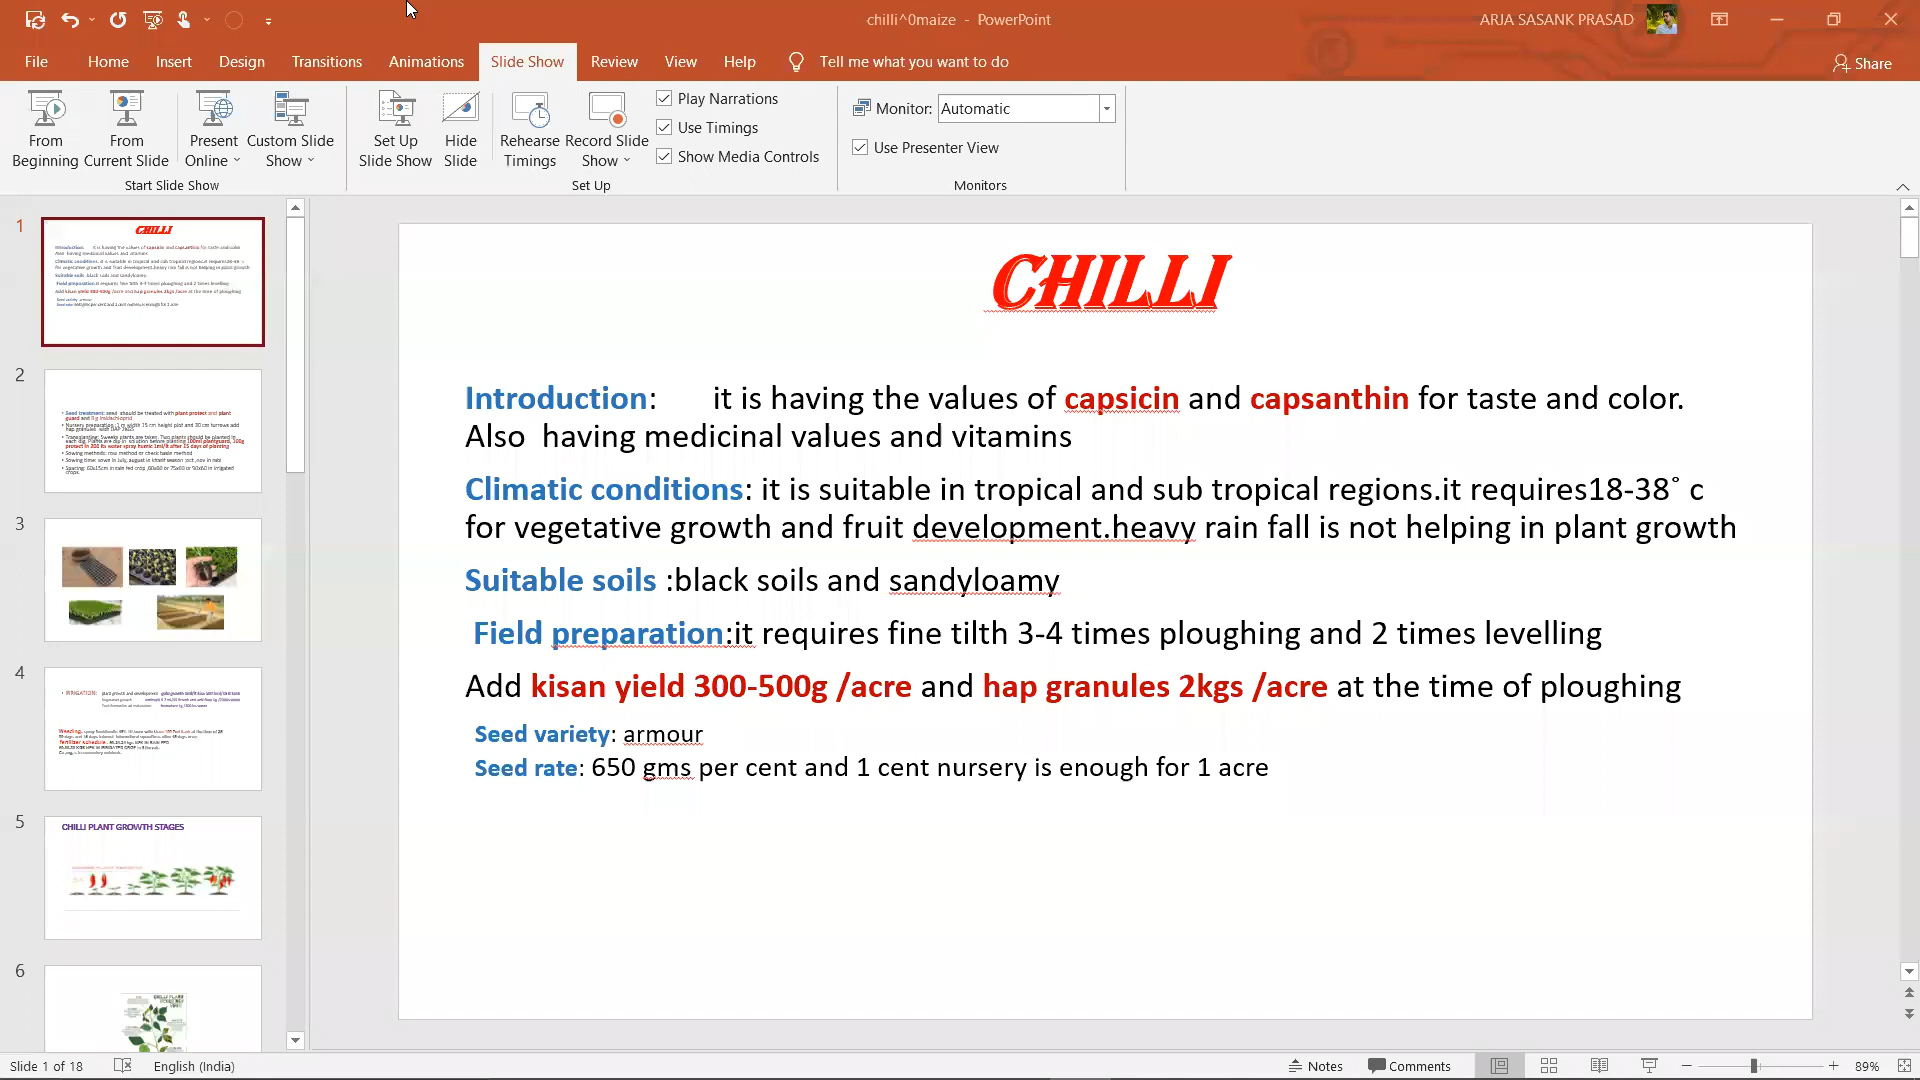 chilli^0maize - PowerPoint
ARJA SASANK PRASAD
File Home Insert Design Transitions Animations Slide Show Review View Help Tell me what you want to do
Share
From Beginning
From Current Slide
Present Online
Custom Slide Show
Set Up Slide Show
Hide Slide
Rehearse Timings
Record Slide Show
Play Narrations
Use Timings
Show Media Controls
Monitor: Automatic
Use Presenter View
Start Slide Show
Set Up
Monitors
1
CHILLI
2
3
4
5
CHILLI PLANT GROWTH STAGES
6
CHILLI
Introduction: it is having the values of capsicin and capsanthin for taste and color.
Also having medicinal values and vitamins
Climatic conditions: it is suitable in tropical and sub tropical regions.it requires18-38° c
for vegetative growth and fruit development.heavy rain fall is not helping in plant growth
Suitable soils :black soils and sandyloamy
Field preparation:it requires fine tilth 3-4 times ploughing and 2 times levelling
Add kisan yield 300-500g /acre and hap granules 2kgs /acre at the time of ploughing
Seed variety: armour
Seed rate: 650 gms per cent and 1 cent nursery is enough for 1 acre
Slide 1 of 18 English (India)
Notes Comments 89%